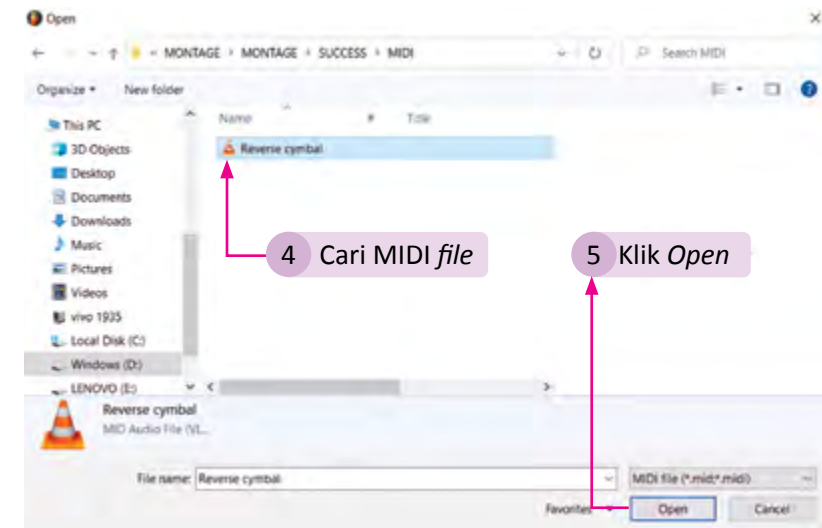 Open
« MONTAGE › MONTAGE › SUCCESS › MIDI
Search MIDI
Organize
New folder
Name
#
Title
This PC
3D Objects
Desktop
Documents
Downloads
Music
Pictures
Videos
vivo 1935
Local Disk (C:)
Windows (D:)
LENOVO (E:)
Reverse cymbal
4 Cari MIDI file
5 Klik Open
Reverse cymbal
MID Audio File (VL...
File name: Reverse cymbal
MIDI file (*.mid;*.midi)
Favorites
Open
Cancel